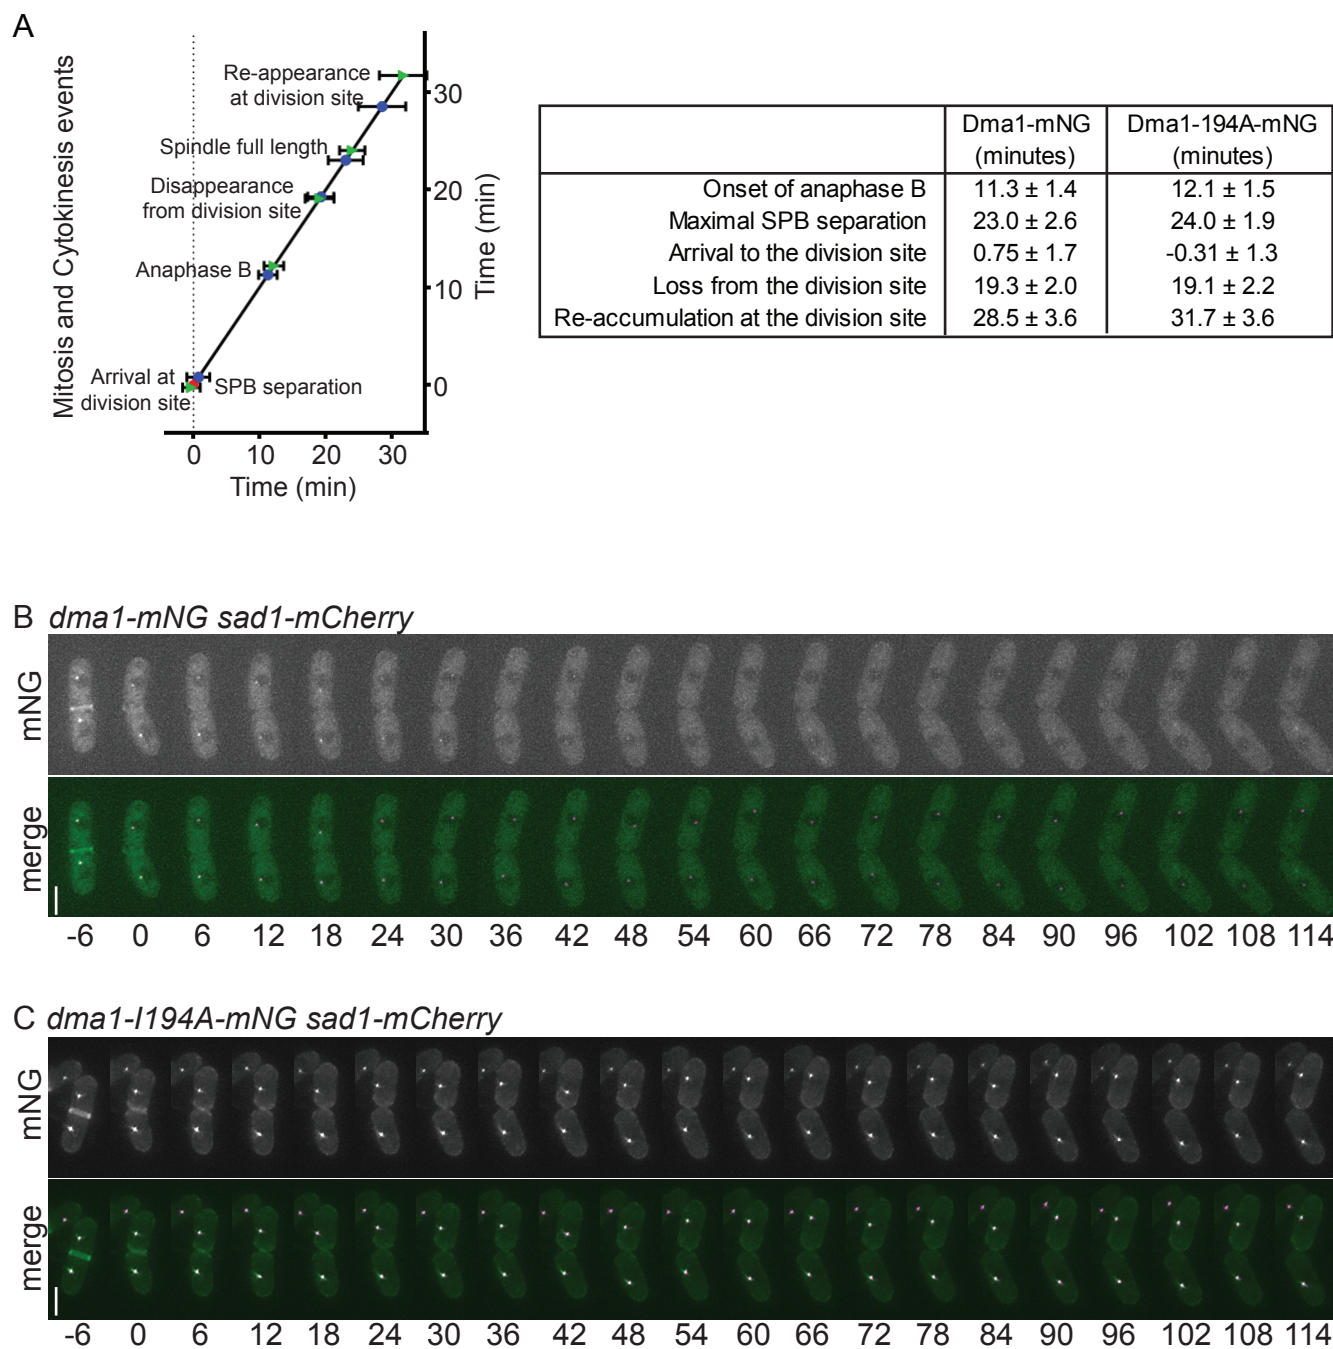 A
Mitosis and Cytokinesis events
Re-appearance
at division site
Spindle full length
Disappearance
from division site
Anaphase B
Arrival at
division site
SPB separation
30
20
10
0
Time (min)
0 10 20 30
Time (min)
Dma1-mNG Dma1-194A-mNG
(minutes) (minutes)
Onset of anaphase B 11.3 ± 1.4 12.1 ± 1.5
Maximal SPB separation 23.0 ± 2.6 24.0 ± 1.9
Arrival to the division site 0.75 ± 1.7 -0.31 ± 1.3
Loss from the division site 19.3 ± 2.0 19.1 ± 2.2
Re-accumulation at the division site 28.5 ± 3.6 31.7 ± 3.6
B dma1-mNG sad1-mCherry
mNG
merge
-6 0 6 12 18 24 30 36 42 48 54 60 66 72 78 84 90 96 102 108 114
C dma1-I194A-mNG sad1-mCherry
mNG
merge
-6 0 6 12 18 24 30 36 42 48 54 60 66 72 78 84 90 96 102 108 114